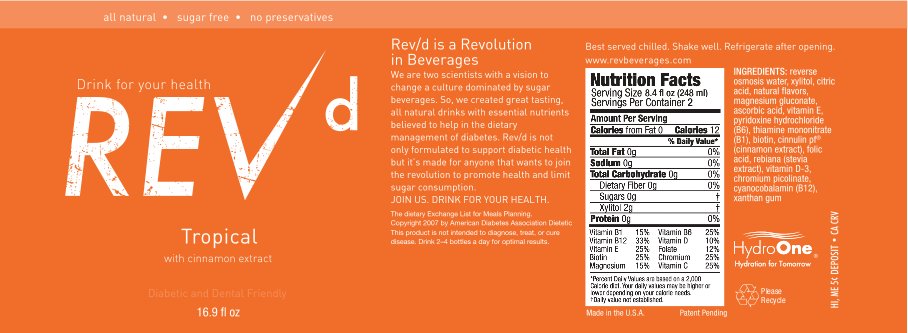 all natural • sugar free • no preservatives
Drink for your health
REV/d
Tropical
with cinnamon extract
Diabetic and Dental Friendly
16.9 fl oz
Rev/d is a Revolution
in Beverages
We are two scientists with a vision to
change a culture dominated by sugar
beverages. So, we created great tasting,
all natural drinks with essential nutrients
believed to help in the dietary
management of diabetes. Rev/d is not
only formulated to support diabetic health
but it's made for anyone that wants to join
the revolution to promote health and limit
sugar consumption.
JOIN US. DRINK FOR YOUR HEALTH.
The dietary Exchange List for Meals Planning.
Copyright 2007 by American Diabetes Association Dietetic
This product is not intended to diagnose, treat, or cure
disease. Drink 2–4 bottles a day for optimal results.
Best served chilled. Shake well. Refrigerate after opening.
www.revbeverages.com
Nutrition Facts
Serving Size 8.4 fl oz (248 ml)
Servings Per Container 2
Amount Per Serving
Calories from Fat 0 Calories 12
% Daily Value*
Total Fat 0g 0%
Sodium 0g 0%
Total Carbohydrate 0g 0%
Dietary Fiber 0g 0%
Sugars 0g †
Xylitol 2g †
Protein 0g 0%
Vitamin B1 15% Vitamin B6 25%
Vitamin B12 33% Vitamin D 10%
Vitamin E 25% Folate 12%
Biotin 25% Chromium 25%
Magnesium 15% Vitamin C 25%
*Percent Daily Values are based on a 2,000
Calorie diet. Your daily values may be higher or
lower depending on your calorie needs.
†Daily value not established.
Made in the U.S.A. Patent Pending
INGREDIENTS: reverse
osmosis water, xylitol, citric
acid, natural flavors,
magnesium gluconate,
ascorbic acid, vitamin E,
pyridoxine hydrochloride
(B6), thiamine mononitrate
(B1), biotin, cinnulin pf®
(cinnamon extract), folic
acid, rebiana (stevia
extract), vitamin D-3,
chromium picolinate,
cyanocobalamin (B12),
xanthan gum
HydroOne®
Hydration for Tomorrow
Please
Recycle
HI, ME 5¢ DEPOSIT • CA CRV